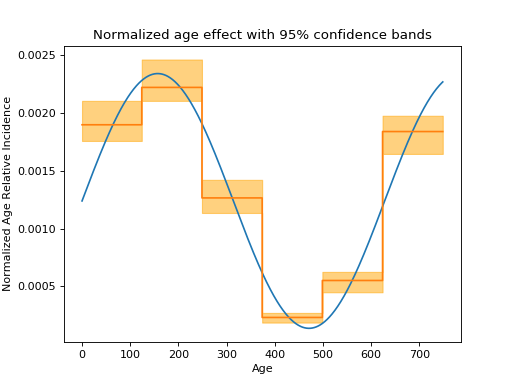 Normalized age effect with 95% confidence bands
Normalized Age Relative Incidence
0.0025
0.0020
0.0015
0.0010
0.0005
0 100 200 300 400 500 600 700
Age